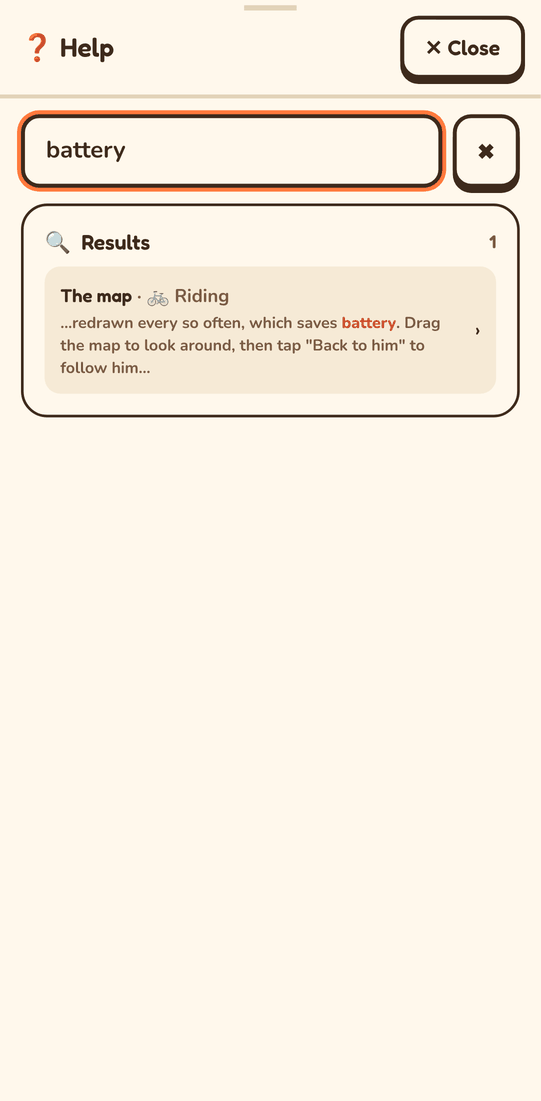 ❓ Help
✕ Close
battery
✖
🔍 Results 1
The map · 🚲 Riding
...redrawn every so often, which saves battery. Drag
the map to look around, then tap "Back to him" to
follow him...
›